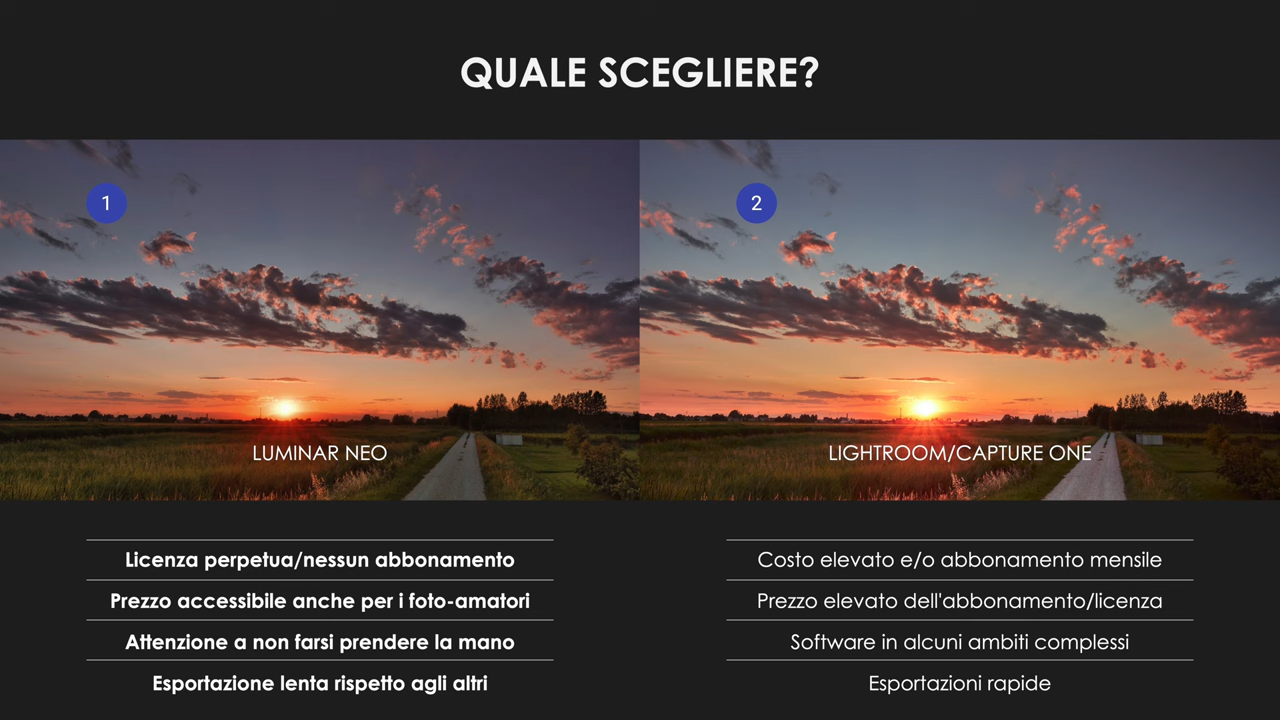 QUALE SCEGLIERE?
1
2
LUMINAR NEO
LIGHTROOM/CAPTURE ONE
Licenza perpetua/nessun abbonamento
Prezzo accessibile anche per i foto-amatori
Attenzione a non farsi prendere la mano
Esportazione lenta rispetto agli altri
Costo elevato e/o abbonamento mensile
Prezzo elevato dell'abbonamento/licenza
Software in alcuni ambiti complessi
Esportazioni rapide